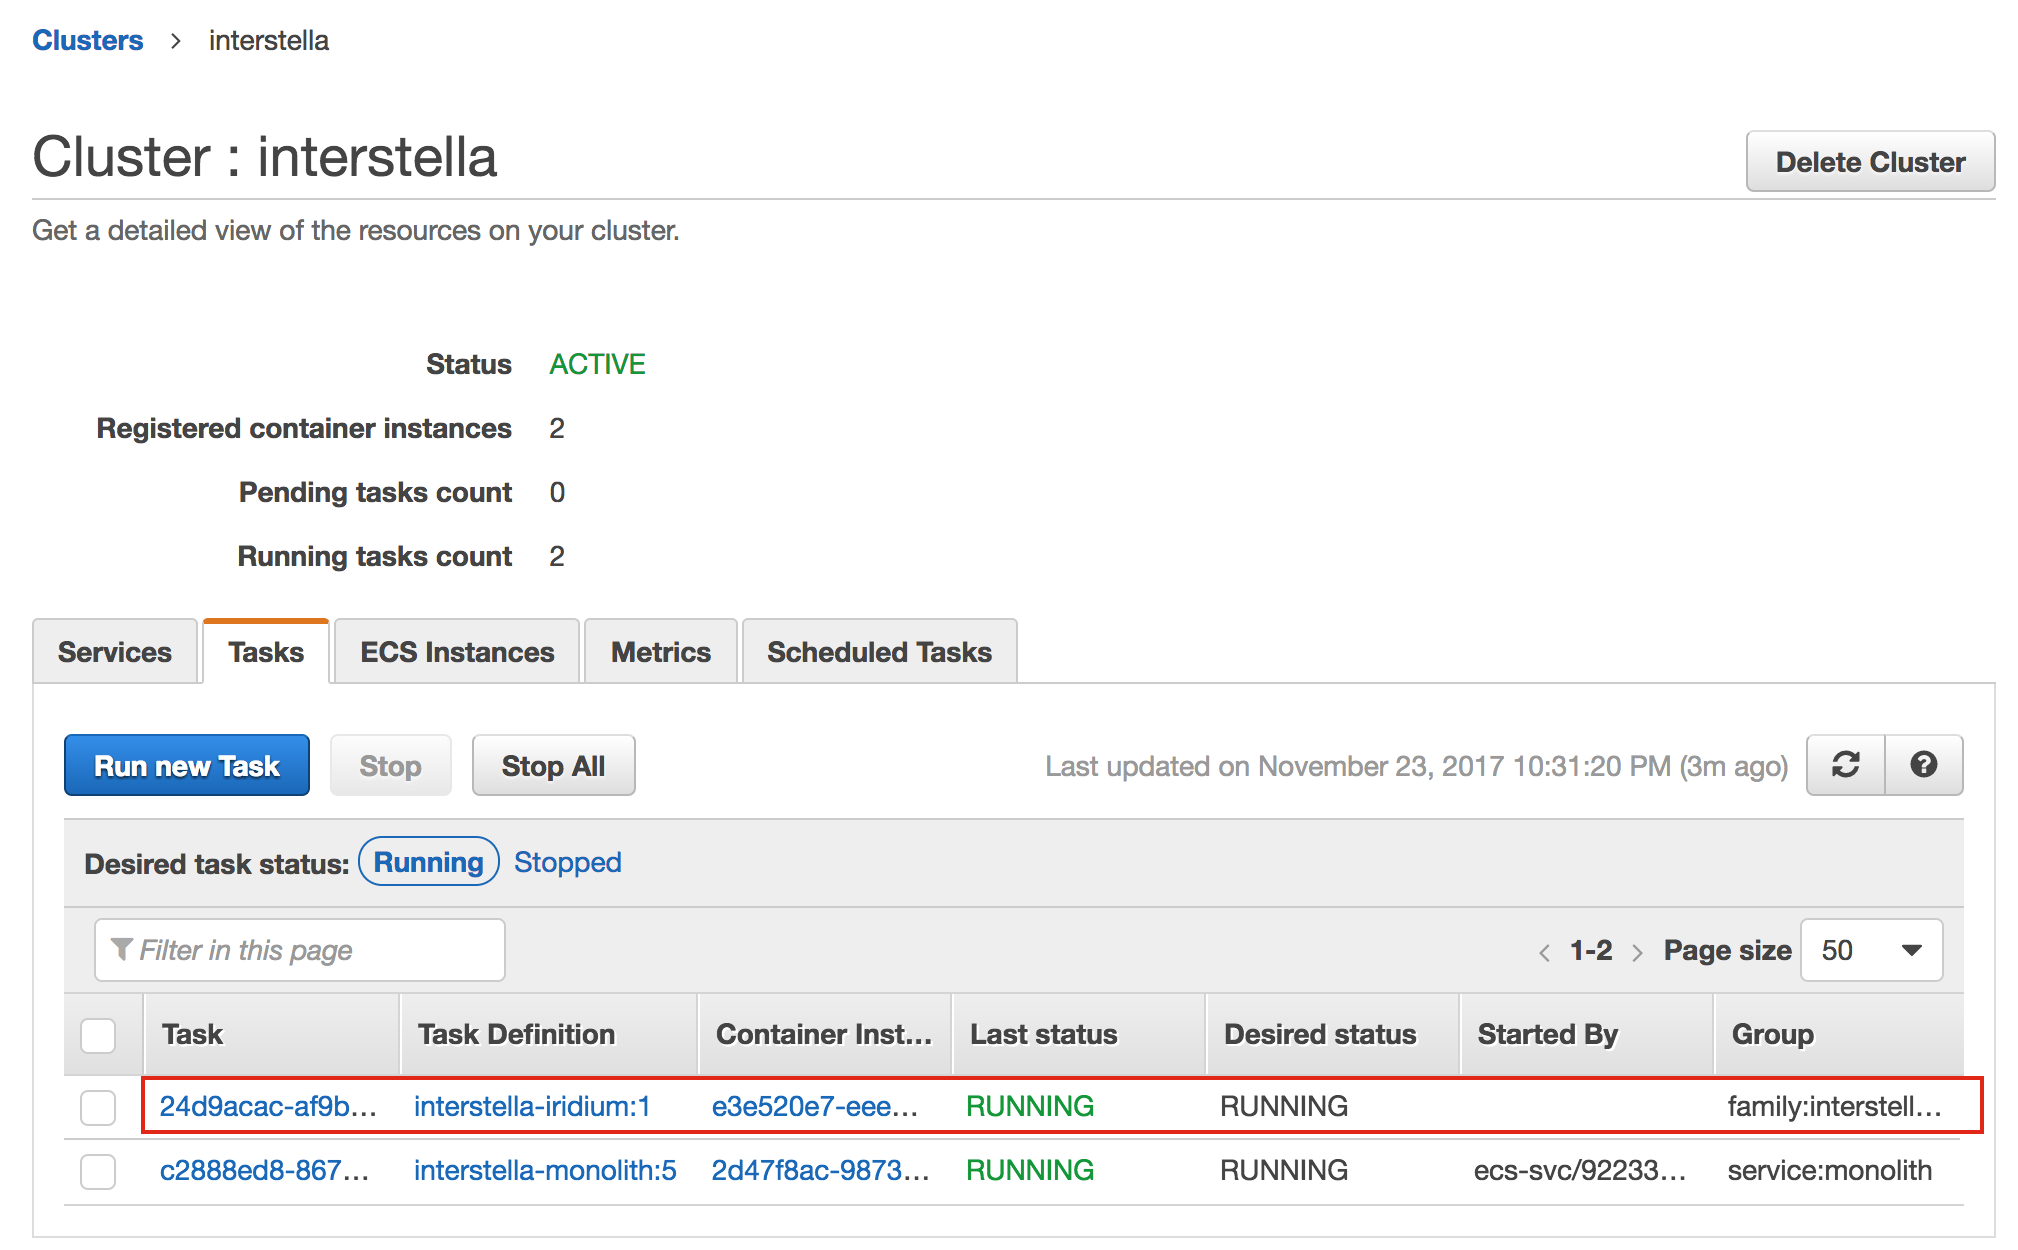 Clusters > interstella
Cluster : interstella
Delete Cluster
Get a detailed view of the resources on your cluster.
Status ACTIVE
Registered container instances 2
Pending tasks count 0
Running tasks count 2
Services Tasks ECS Instances Metrics Scheduled Tasks
Run new Task Stop Stop All Last updated on November 23, 2017 10:31:20 PM (3m ago)
Desired task status: Running Stopped
Filter in this page < 1-2 > Page size 50
Task Task Definition Container Inst... Last status Desired status Started By Group
24d9acac-af9b... interstella-iridium:1 e3e520e7-eee... RUNNING RUNNING family:interstell...
c2888ed8-867... interstella-monolith:5 2d47f8ac-9873... RUNNING RUNNING ecs-svc/92233... service:monolith